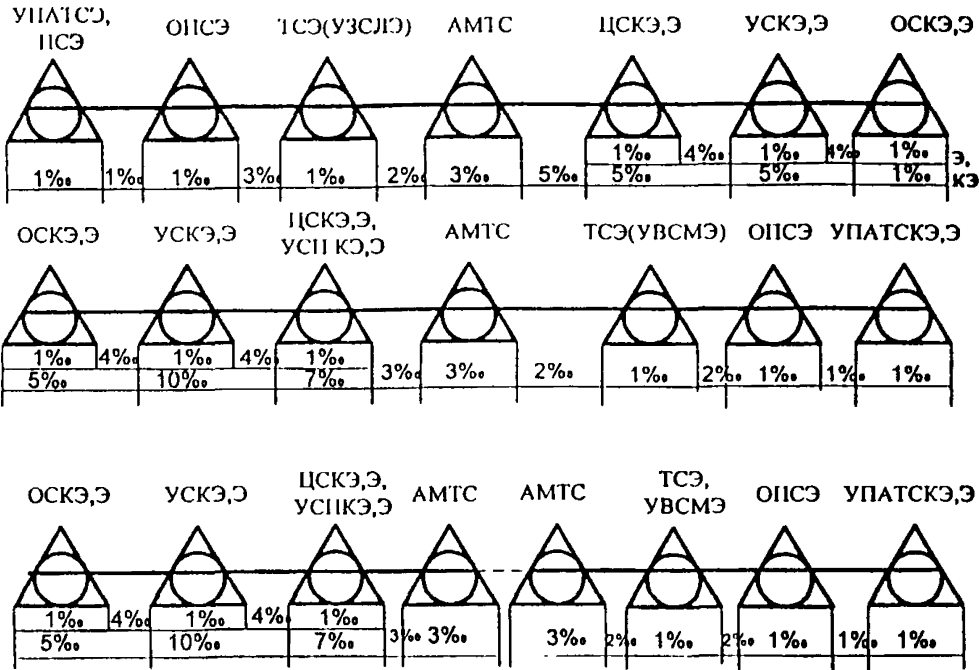 УПАТСЭ, ПСЭ ОПСЭ ТСЭ(УЗСЛЭ) АМТС ЦСКЭ,Э УСКЭ,Э ОСКЭ,Э
1‰ 4‰ 1‰ 4‰ 1‰ Э,
1‰ 1‰ 1‰ 3‰ 1‰ 2‰ 3‰ 5‰ 5‰ 5‰ 1‰ КЭ
ОСКЭ,Э УСКЭ,Э ЦСКЭ,Э, УСП КЭ,Э АМТС ТСЭ(УВСМЭ) ОПСЭ УПАТСКЭ,Э
1‰ 4‰ 1‰ 4‰ 1‰
5‰ 10‰ 7‰ 3‰ 3‰ 2‰ 1‰ 2‰ 1‰ 1‰ 1‰
ОСКЭ,Э УСКЭ,Э ЦСКЭ,Э, УСПКЭ,Э АМТС АМТС ТСЭ, УВСМЭ ОПСЭ УПАТСКЭ,Э
1‰ 4‰ 1‰ 4‰ 1‰
5‰ 10‰ 7‰ 3‰ 3‰ 3‰ 2‰ 1‰ 2‰ 1‰ 1‰ 1‰